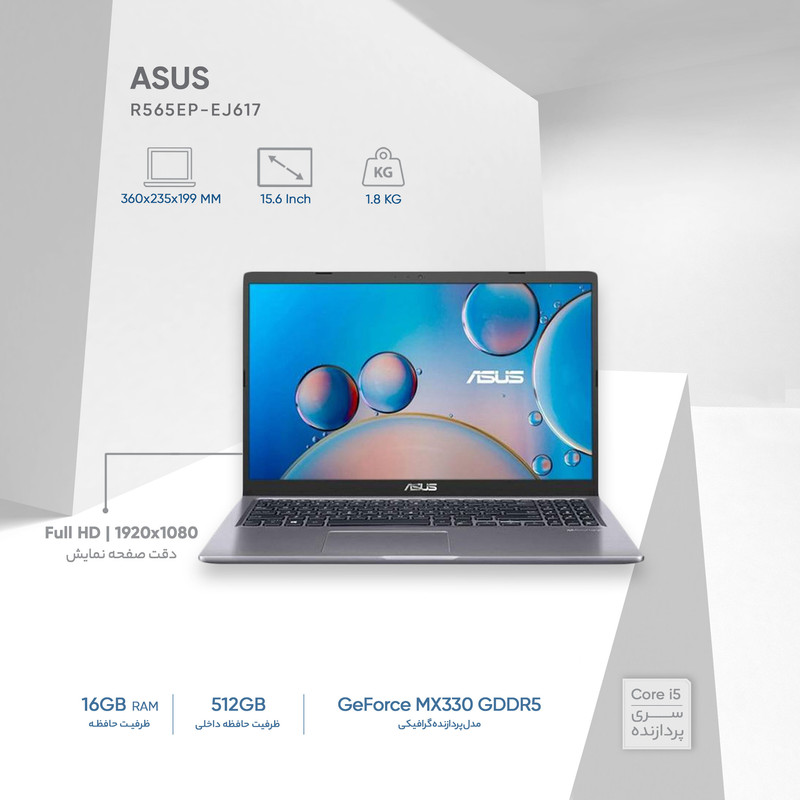 ASUS
R565EP-EJ617
360x235x199 MM
15.6 Inch
KG
1.8 KG
ASUS
ASUS
Full HD | 1920x1080
دقت صفحه نمایش
16GB RAM
ظرفیت حافظه
512GB
ظرفیت حافظه داخلی
GeForce MX330 GDDR5
مدل پردازنده گرافیکی
Core i5
سری
پردازنده